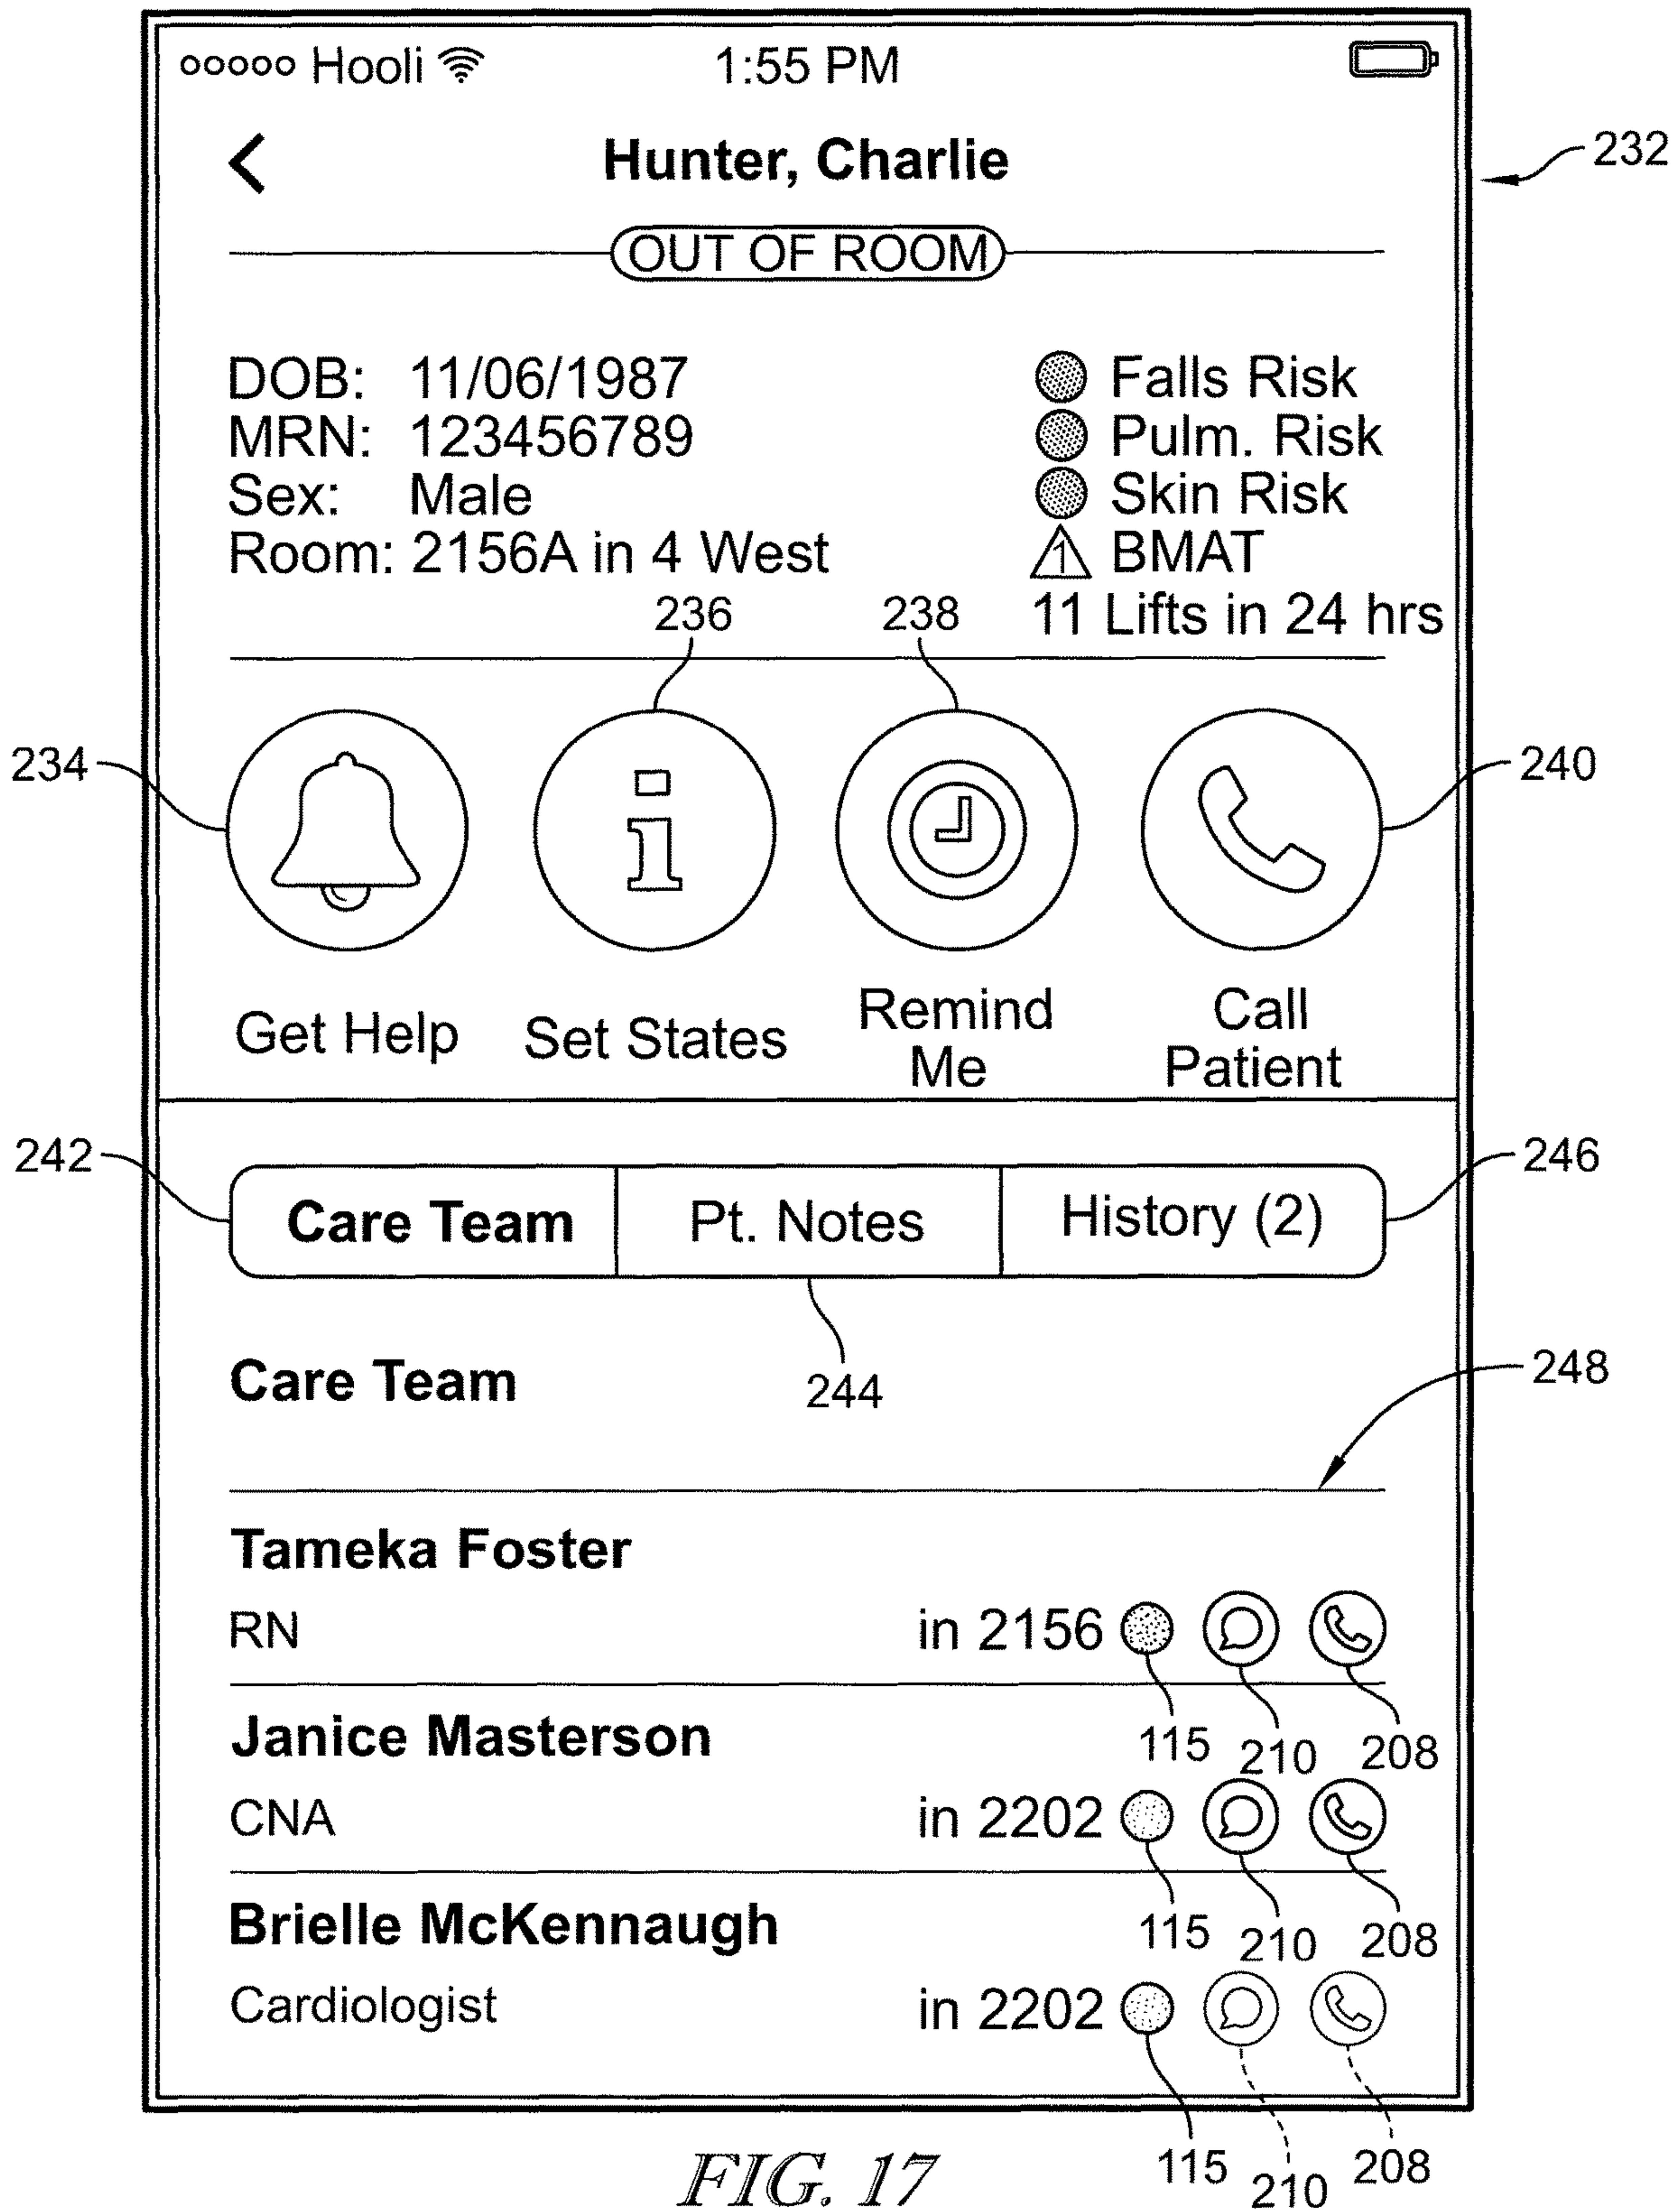 Hooli 1:55 PM
Hunter, Charlie
232
OUT OF ROOM
DOB: 11/06/1987
Falls Risk
MRN: 123456789
Pulm. Risk
Sex: Male
Skin Risk
Room: 2156A in 4 West
1 BMAT
11 Lifts in 24 hrs
236 238
234 240
Get Help
Set States
Remind
Me
Call
Patient
242 246
Care Team
Pt. Notes
History (2)
244
Care Team
248
Tameka Foster
RN
in 2156
115 210 208
Janice Masterson
CNA
in 2202
115 210 208
Brielle McKennaugh
Cardiologist
in 2202
115 210 208
FIG. 17